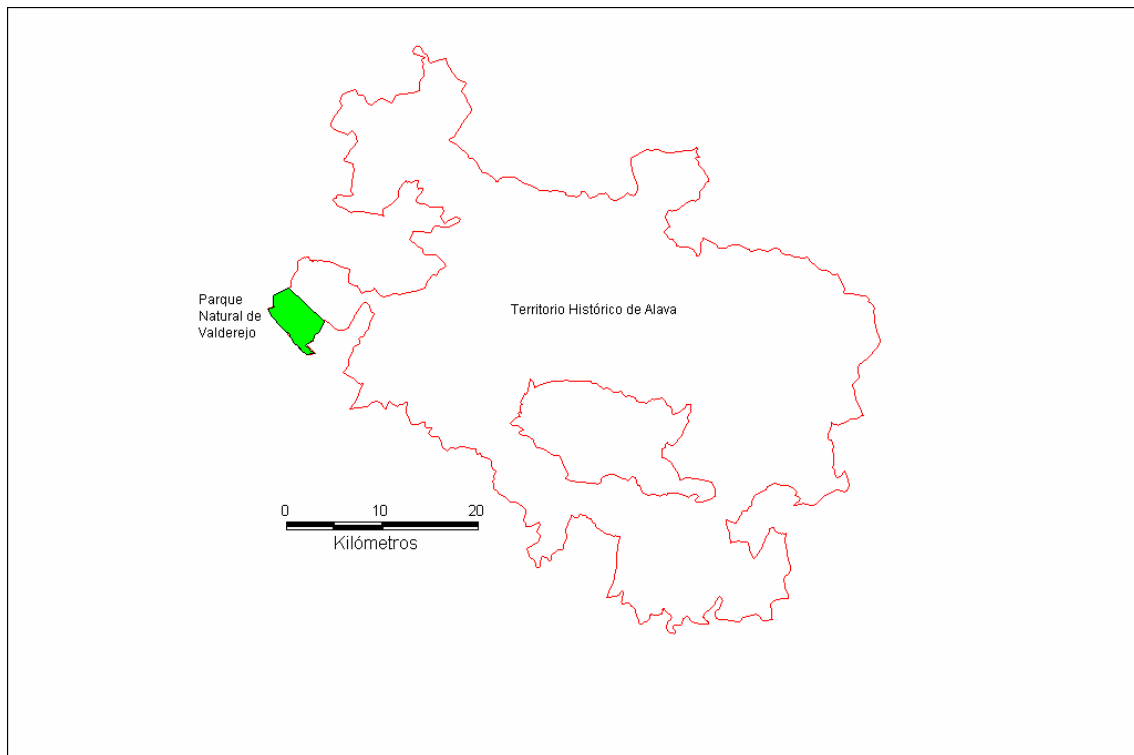 Parque
Natural de
Valderejo
Territorio Histórico de Alava
0 10 20
Kilómetros